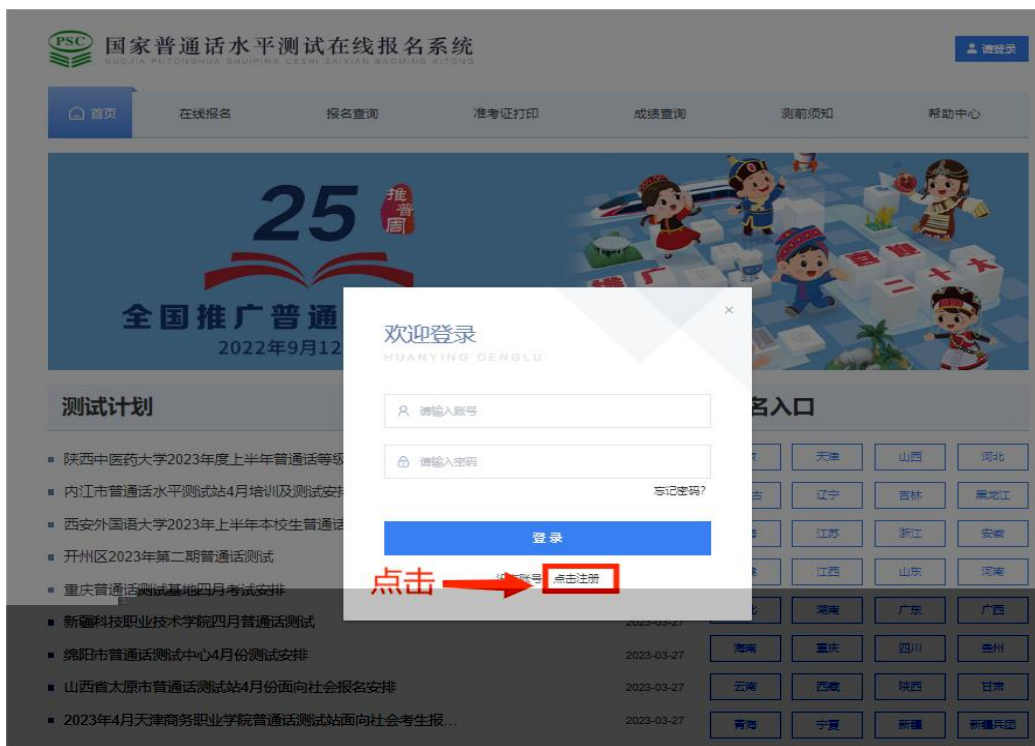 PSC 国家普通话水平测试在线报名系统
GUOJIA PUTONGHUA SHUIPING CESHI ZAIXIAN BAOMING XITONG
请登录
首页 在线报名 报名查询 准考证打印 成绩查询 测前须知 帮助中心
25 推普周
全国推广普通
2022年9月12
推广
喜迎二十大
欢迎登录
HUANYING DENGLU
请输入账号
请输入密码
忘记密码?
登录
账号 点击注册
点击
测试计划
陕西中医药大学2023年度上半年普通话等级
内江市普通话水平测试站4月培训及测试安
西安外国语大学2023年上半年本校生普通话
开州区2023年第二期普通话测试
重庆普通话测试基地四月考试安排
新疆科技职业技术学院四月普通话测试 2023-03-27
绵阳市普通话测试中心4月份测试安排 2023-03-27
山西省太原市普通话测试站4月份面向社会报名安排 2023-03-27
2023年4月天津商务职业学院普通话测试站面向社会考生报... 2023-03-27
名入口
天津 山西 河北
古 辽宁 吉林 黑龙江
江苏 浙江 安徽
江西 山东 河南
北 湖南 广东 广西
海南 重庆 四川 贵州
云南 西藏 陕西 甘肃
青海 宁夏 新疆 新疆兵团